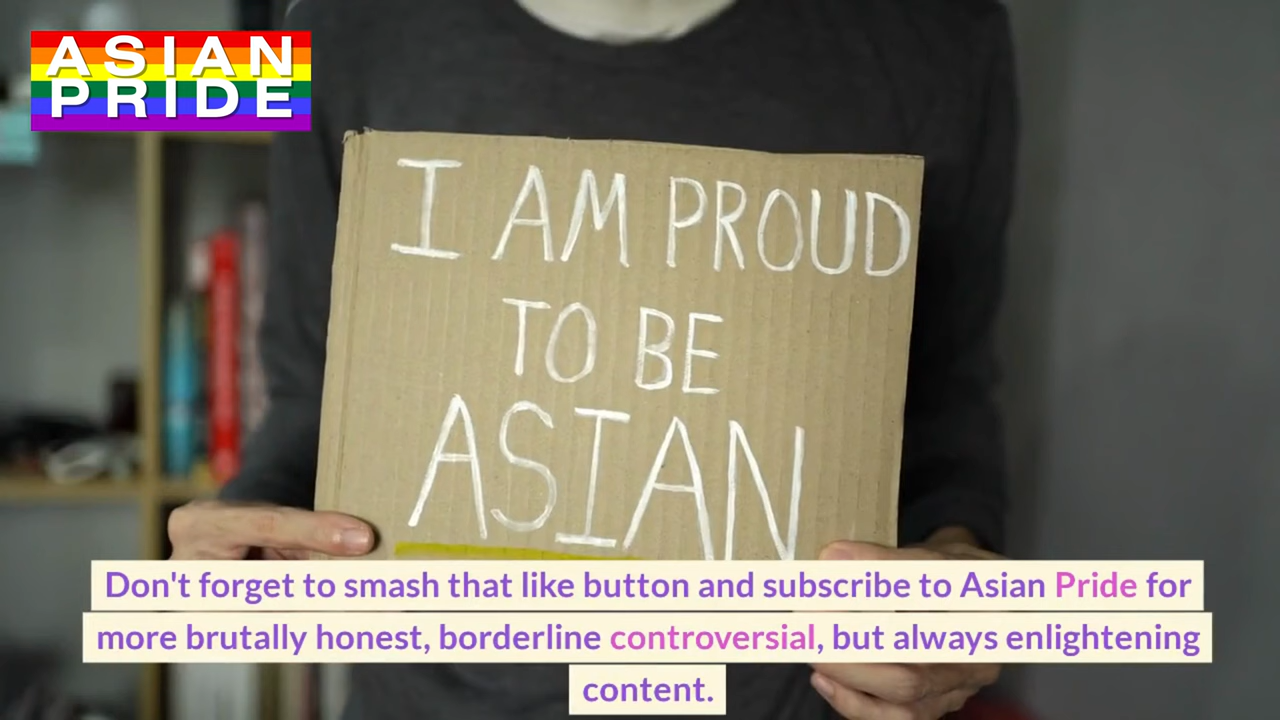 ASIAN
PRIDE
I AM PROUD
TO BE
ASIAN
Don't forget to smash that like button and subscribe to Asian Pride for
more brutally honest, borderline controversial, but always enlightening
content.